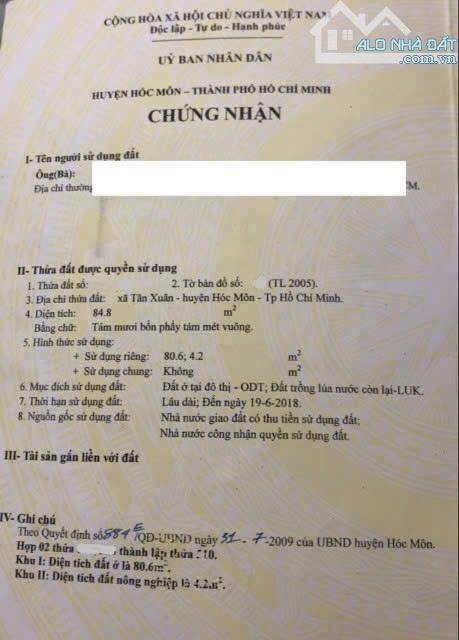 CỘNG HÒA XÃ HỘI CHỦ NGHĨA VIỆT NAM
Độc lập - Tự do - Hạnh phúc
ALO NHÀ ĐẤT
.com.vn
UỶ BAN NHÂN DÂN
HUYỆN HÓC MÔN – THÀNH PHỐ HỒ CHÍ MINH
CHỨNG NHẬN
I- Tên người sử dụng đất
Ông(Bà):
Địa chỉ thường CM.
II- Thửa đất được quyền sử dụng
1. Thửa đất số: 2. Tờ bản đồ số: (TL 2005).
3. Địa chỉ thửa đất: xã Tân Xuân - huyện Hóc Môn - Tp Hồ Chí Minh.
4. Diện tích: 84.8 m²
Bằng chữ: Tám mươi bốn phẩy tám mét vuông.
5. Hình thức sử dụng:
+ Sử dụng riêng: 80.6; 4.2 m²
+ Sử dụng chung: Không m²
6. Mục đích sử dụng đất: Đất ở tại đô thị - ODT; Đất trồng lúa nước còn lại-LUK.
7. Thời hạn sử dụng đất: Lâu dài; Đến ngày 19-6-2018.
8. Nguồn gốc sử dụng đất: Nhà nước giao đất có thu tiền sử dụng đất;
Nhà nước công nhận quyền sử dụng đất.
III- Tài sản gắn liền với đất
IV- Ghi chú
Theo Quyết định số 584E/QĐ-UBND ngày 31-7-2009 của UBND huyện Hóc Môn.
Hợp 02 thửa thành lập thửa
Khu I: Diện tích đất ở là 80.6m².
Khu II: Diện tích đất nông nghiệp là 4.2m².